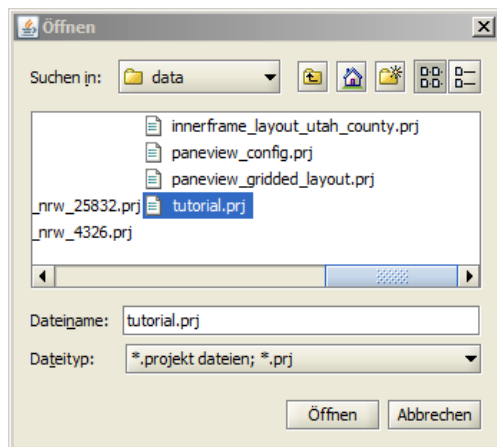 Öffnen
Suchen in: data
innerframe_layout_utah_county.prj
paneview_config.prj
paneview_gridded_layout.prj
_nrw_25832.prj tutorial.prj
_nrw_4326.prj
Dateiname: tutorial.prj
Dateityp: *.projekt dateien; *.prj
Öffnen Abbrechen